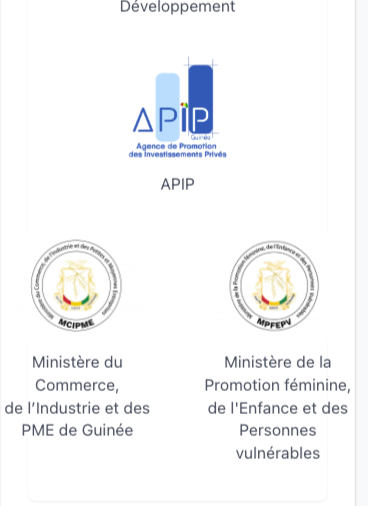 Développement
APiP
Guinée
Agence de Promotion
des Investissements Privés
APIP
Ministère du Commerce, de l'Industrie et des Petites et Moyennes Entreprises
MCIPME
Ministère de la Promotion féminine, de l'Enfance et des Personnes Vulnérables
MPFEPV
Ministère du
Commerce,
de l’Industrie et des
PME de Guinée
Ministère de la
Promotion féminine,
de l'Enfance et des
Personnes
vulnérables